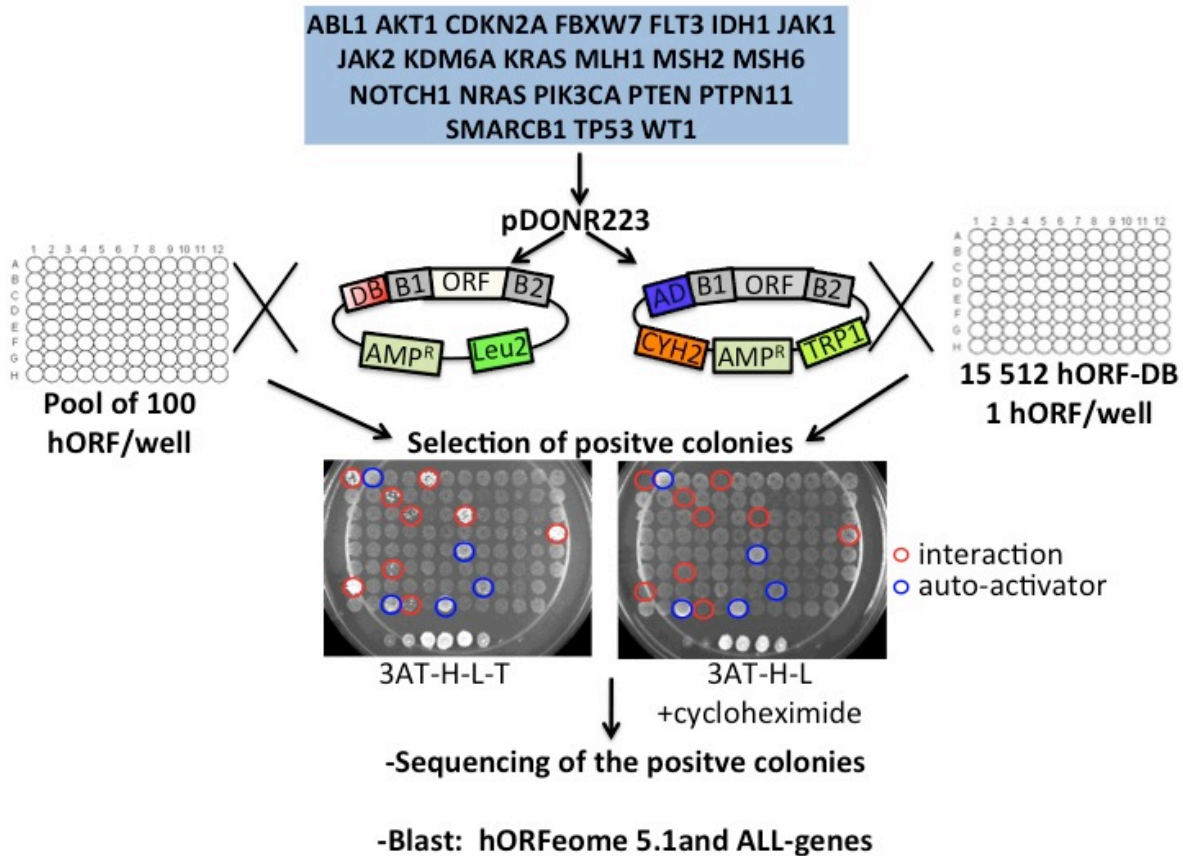 ABL1 AKT1 CDKN2A FBXW7 FLT3 IDH1 JAK1
JAK2 KDM6A KRAS MLH1 MSH2 MSH6
NOTCH1 NRAS PIK3CA PTEN PTPN11
SMARCB1 TP53 WT1
pDONR223
1 2 3 4 5 6 7 8 9 10 11 12
A
B
C
D
E
F
G
H
DB B1 ORF B2
AMPR Leu2
AD B1 ORF B2
CYH2 AMPR TRP1
1 2 3 4 5 6 7 8 9 10 11 12
A
B
C
D
E
F
G
H
Pool of 100
hORF/well
15 512 hORF-DB
1 hORF/well
Selection of positve colonies
interaction
auto-activator
3AT-H-L-T
3AT-H-L
+cycloheximide
-Sequencing of the positve colonies
-Blast: hORFeome 5.1and ALL-genes